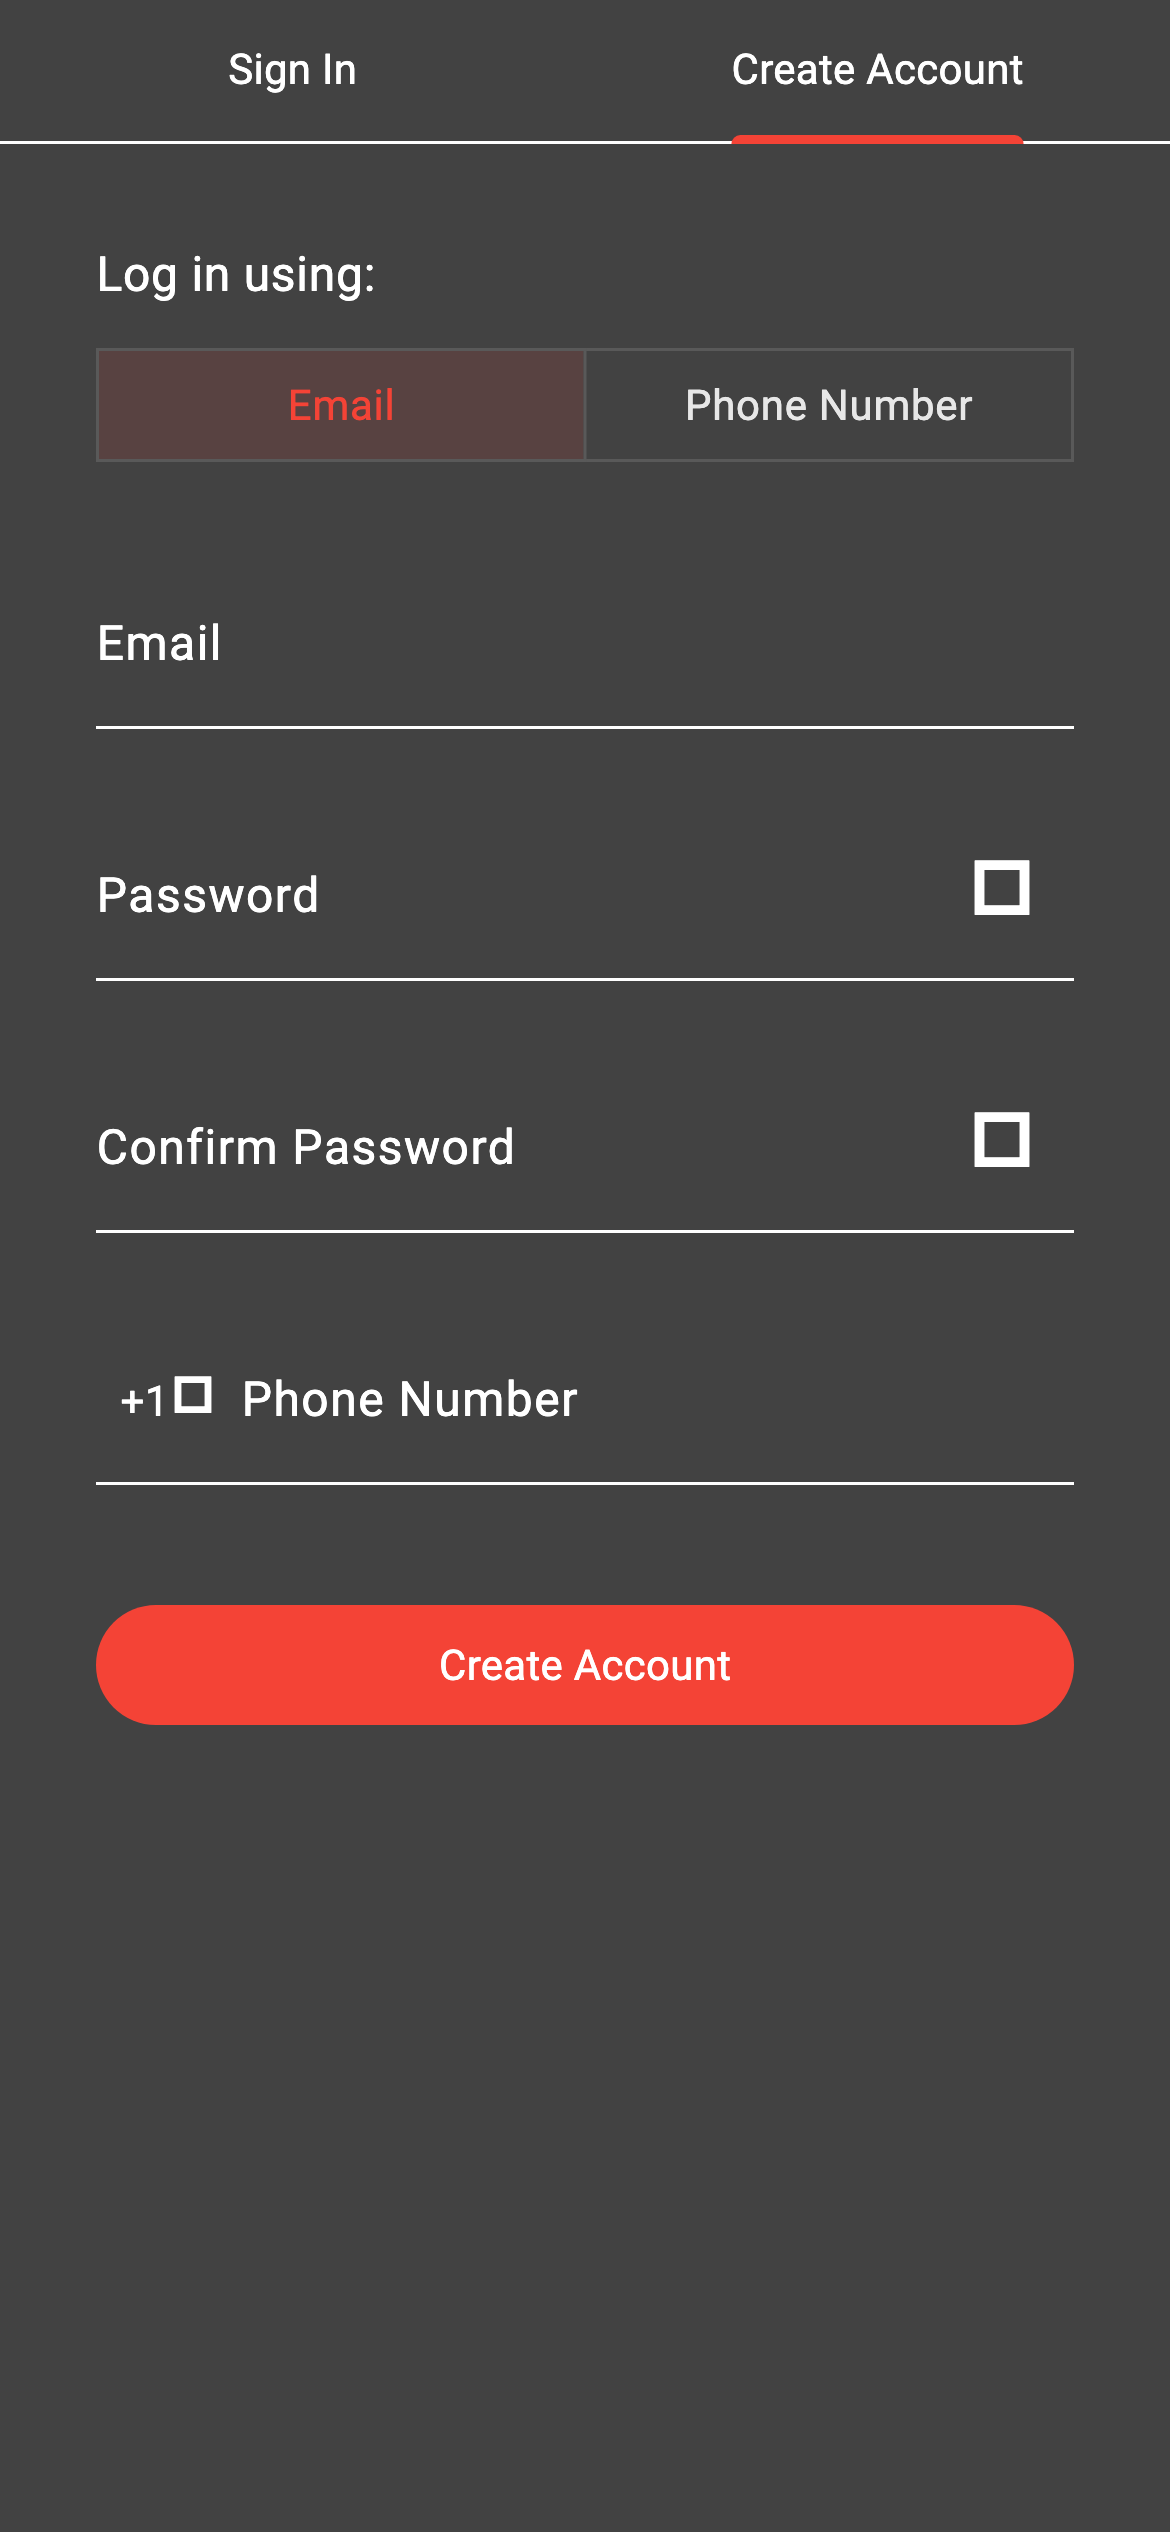 Sign In
Create Account
Log in using:
Email
Phone Number
Email
Password
Confirm Password
+1 Phone Number
Create Account